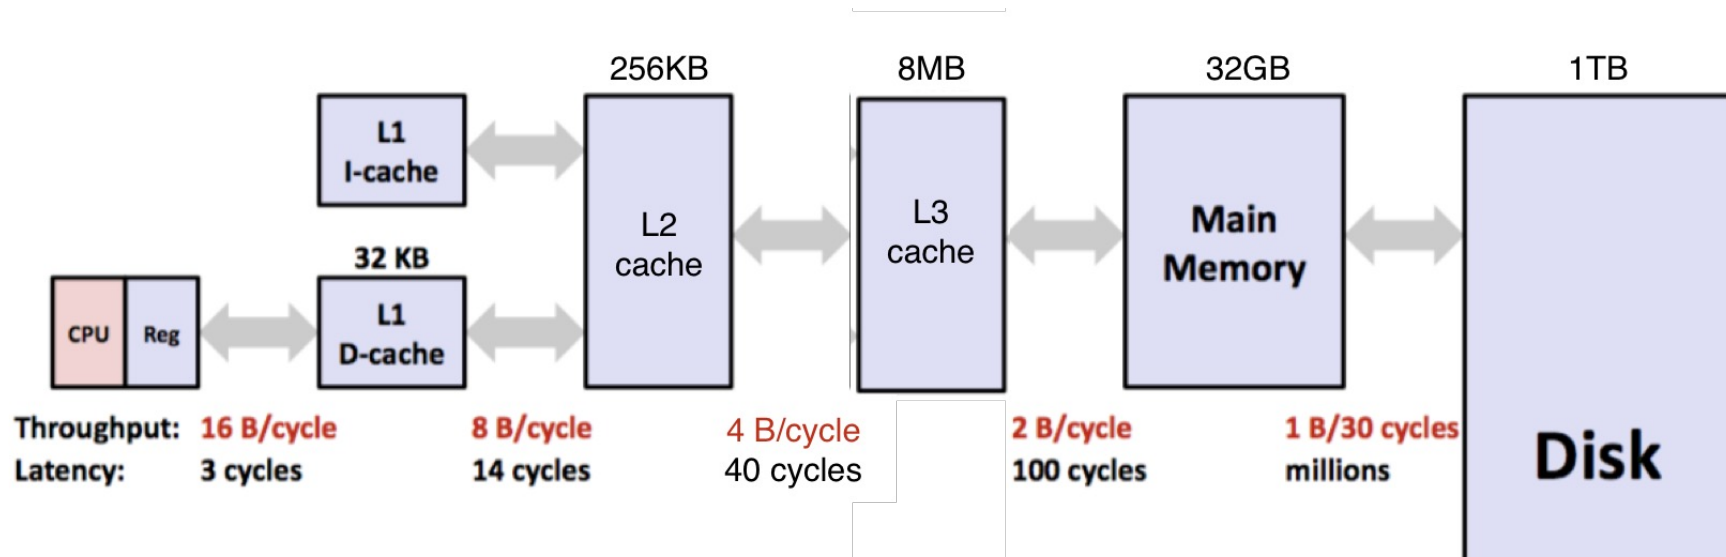 256KB
8MB
32GB
1TB
L1
I-cache
L2
cache
L3
cache
Main
Memory
32 KB
CPU
Reg
L1
D-cache
Throughput: 16 B/cycle 8 B/cycle 4 B/cycle 2 B/cycle 1 B/30 cycles
Latency: 3 cycles 14 cycles 40 cycles 100 cycles millions
Disk